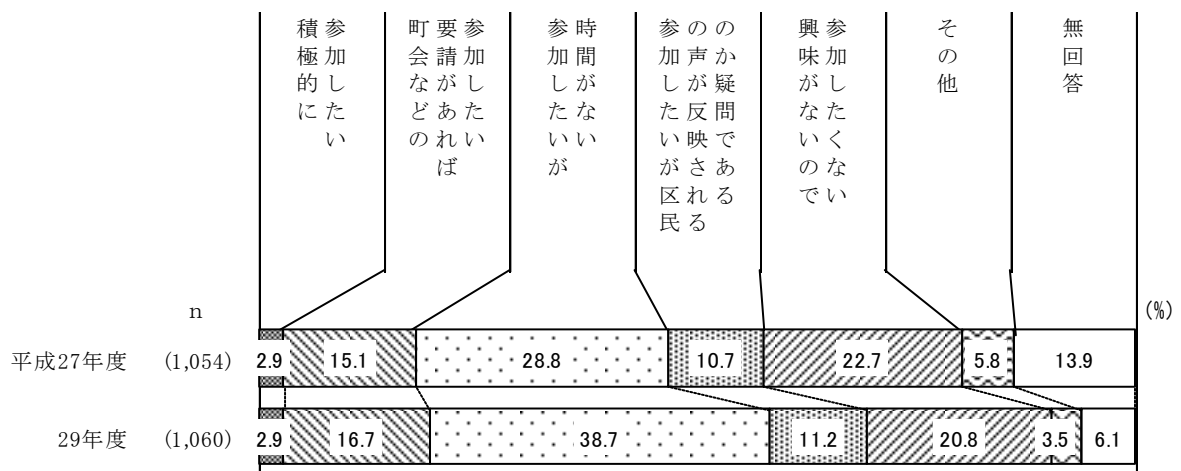 積極的に
参加したい
町会などの
要請があれば
参加したい
参加したいが
時間がない
参加したいが区民
の声が反映される
のか疑問である
興味がないので
参加したくない
その他
無回答
(%)
n
平成27年度 (1,054) 2.9 15.1 28.8 10.7 22.7 5.8 13.9
29年度 (1,060) 2.9 16.7 38.7 11.2 20.8 3.5 6.1